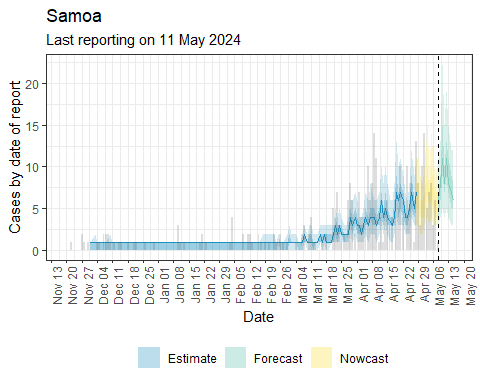 Samoa
Last reporting on 11 May 2024
Cases by date of report
20
15
10
5
0
Nov 13
Nov 20
Nov 27
Dec 04
Dec 11
Dec 18
Dec 25
Jan 01
Jan 08
Jan 15
Jan 22
Jan 29
Feb 05
Feb 12
Feb 19
Feb 26
Mar 04
Mar 11
Mar 18
Mar 25
Apr 01
Apr 08
Apr 15
Apr 22
Apr 29
May 06
May 13
May 20
Date
Estimate Forecast Nowcast